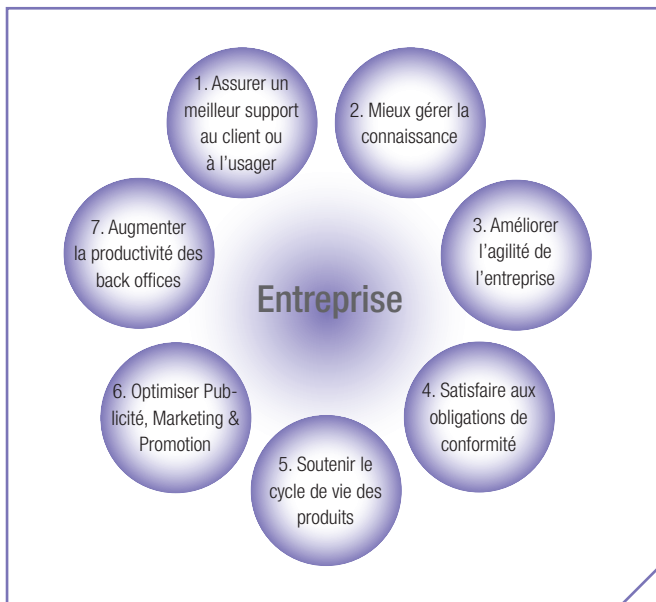 1. Assurer un
meilleur support
au client ou
à l’usager
2. Mieux gérer la
connaissance
3. Améliorer
l’agilité de
l’entreprise
4. Satisfaire aux
obligations de
conformité
5. Soutenir le
cycle de vie des
produits
6. Optimiser Pub-
licité, Marketing &
Promotion
7. Augmenter
la productivité des
back offices
Entreprise